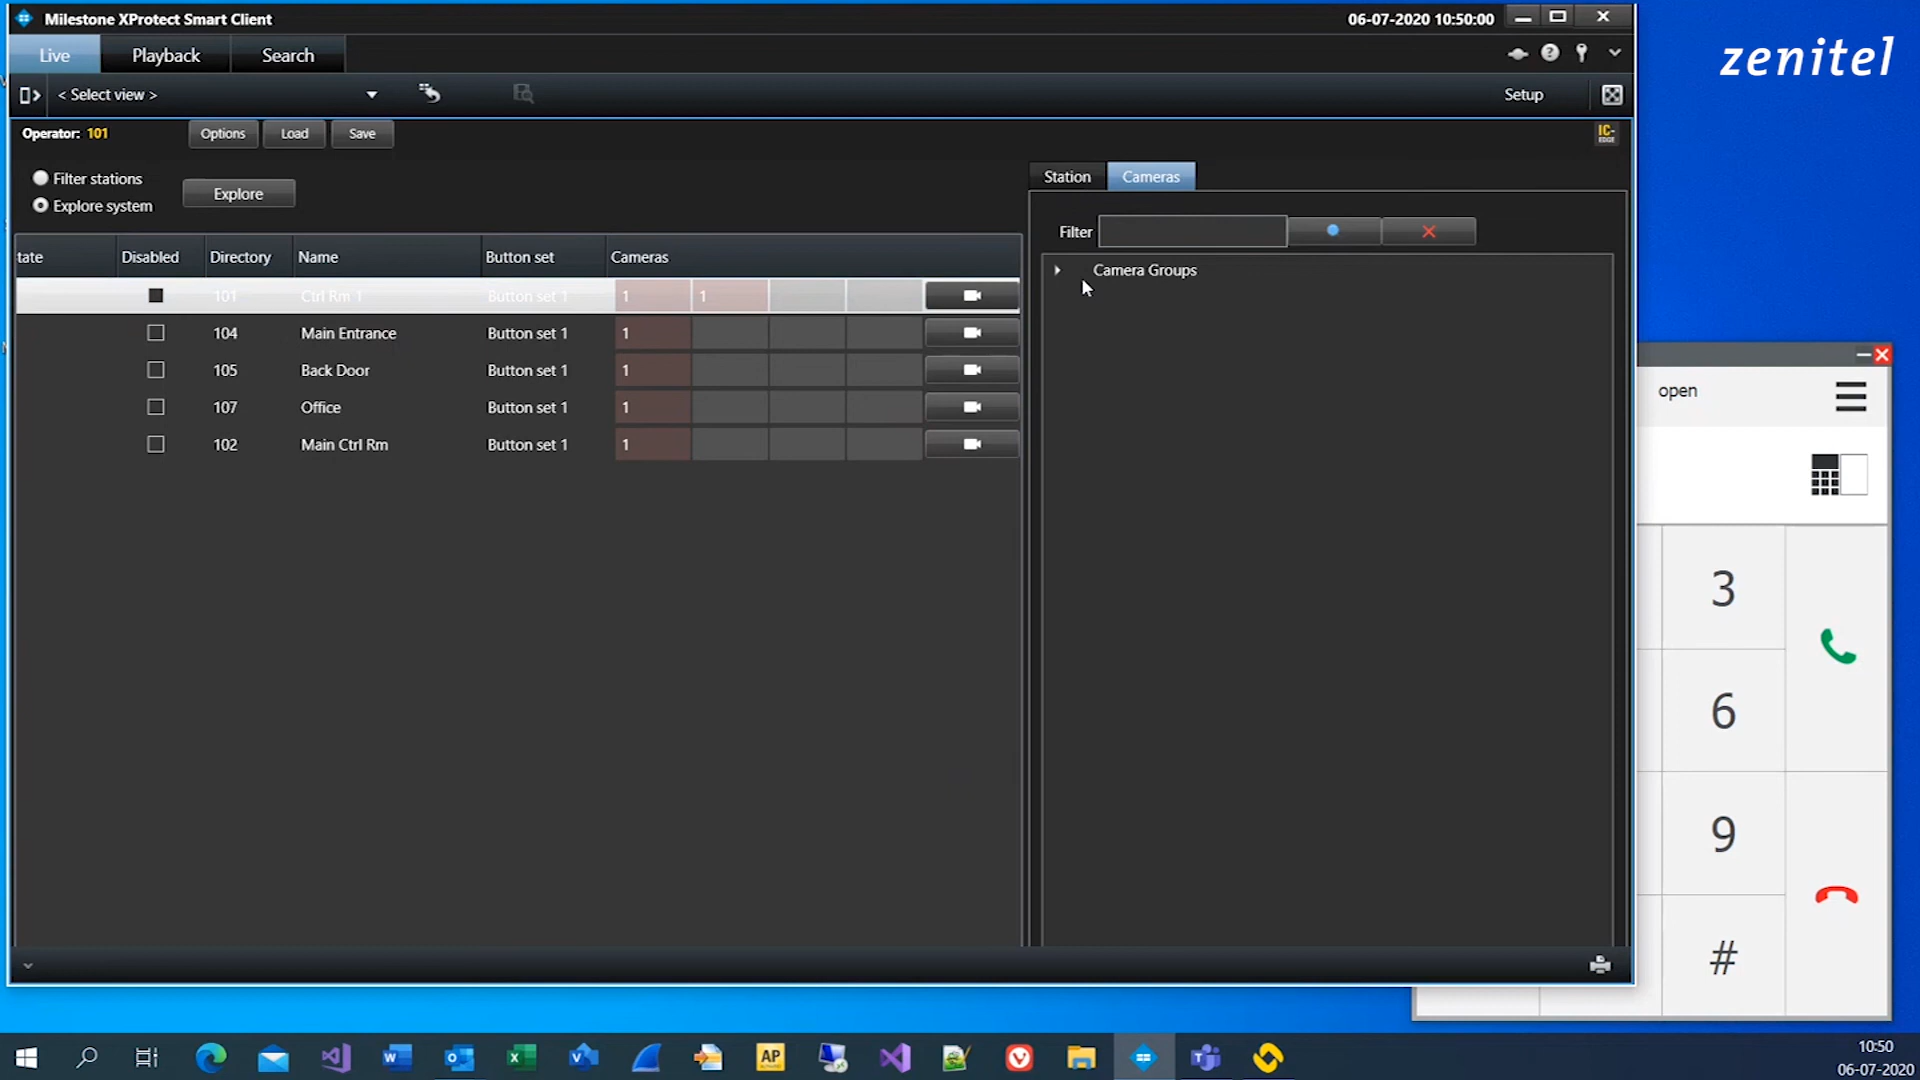 Milestone XProtect Smart Client
06-07-2020 10:50:00
zenitel
Live
Playback
Search
< Select view >
Setup
Operator: 101
Options
Load
Save
IC-
EDGE
Filter stations
Explore system
Explore
Station
Cameras
Filter
Camera Groups
tate
Disabled
Directory
Name
Button set
Cameras
101 Ctrl Rm 1 Button set 1 1 1
104 Main Entrance Button set 1 1
105 Back Door Button set 1 1
107 Office Button set 1 1
102 Main Ctrl Rm Button set 1 1
open
3
6
9
#
AP
10:50
06-07-2020